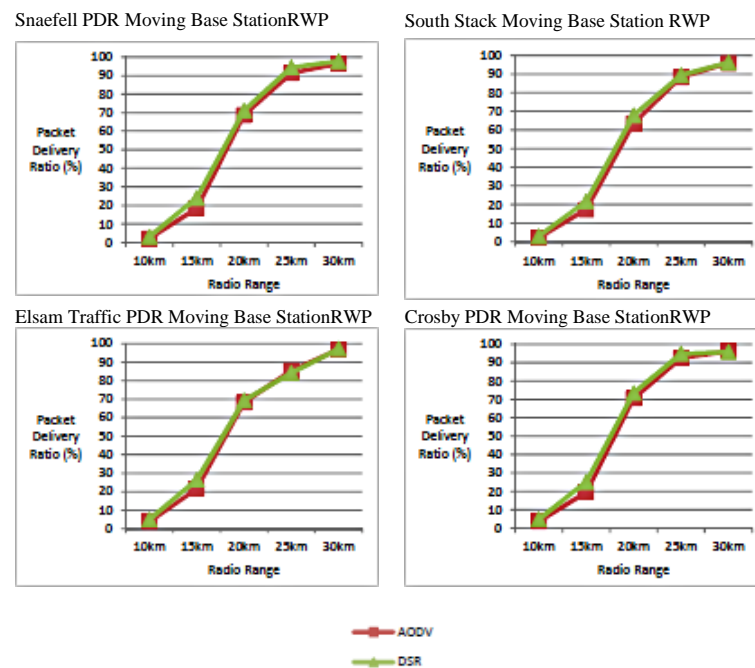 Snaefell PDR Moving Base StationRWP
100
90
80
70
60
50
40
30
20
10
0
Packet
Delivery
Ratio (%)
10km 15km 20km 25km 30km
Radio Range
South Stack Moving Base Station RWP
100
90
80
70
60
50
40
30
20
10
0
Packet
Delivery
Ratio (%)
10km 15km 20km 25km 30km
Radio Range
Elsam Traffic PDR Moving Base StationRWP
100
90
80
70
60
50
40
30
20
10
0
Packet
Delivery
Ratio (%)
10km 15km 20km 25km 30km
Radio Range
Crosby PDR Moving Base StationRWP
100
90
80
70
60
50
40
30
20
10
0
Packet
Delivery
Ratio (%)
10km 15km 20km 25km 30km
Radio Range
AODV
DSR